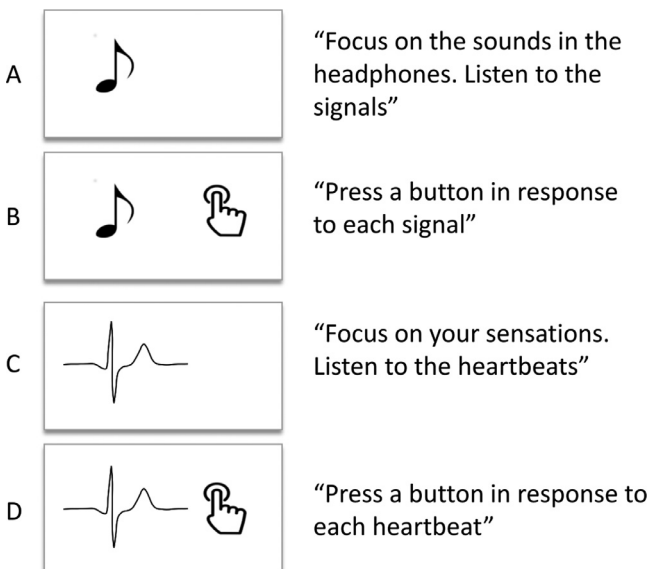 A
“Focus on the sounds in the
headphones. Listen to the
signals”
B
“Press a button in response
to each signal”
C
“Focus on your sensations.
Listen to the heartbeats”
D
“Press a button in response to
each heartbeat”